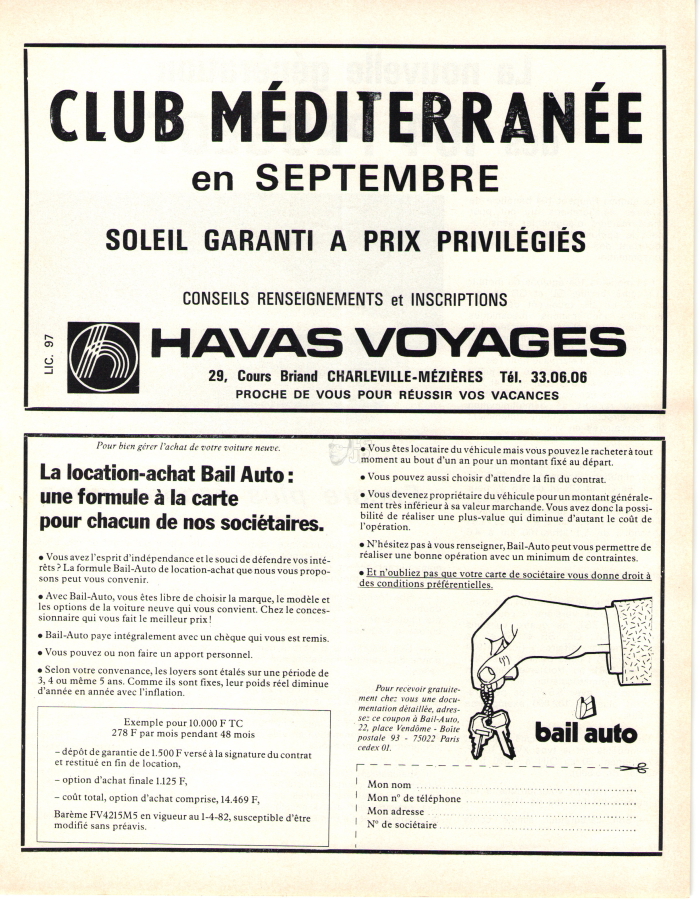 CLUB MÉDITERRANÉE
en SEPTEMBRE
SOLEIL GARANTI A PRIX PRIVILÉGIÉS
CONSEILS RENSEIGNEMENTS et INSCRIPTIONS
LIC. 97
HAVAS VOYAGES
29, Cours Briand CHARLEVILLE-MÉZIÈRES Tél. 33.06.06
PROCHE DE VOUS POUR RÉUSSIR VOS VACANCES
Pour bien gérer l'achat de votre voiture neuve.
La location-achat Bail Auto :
une formule à la carte
pour chacun de nos sociétaires.
• Vous avez l'esprit d'indépendance et le souci de défendre vos inté-
rêts ? La formule Bail-Auto de location-achat que nous vous propo-
sons peut vous convenir.
• Avec Bail-Auto, vous êtes libre de choisir la marque, le modèle et
les options de la voiture neuve qui vous convient. Chez le conces-
sionnaire qui vous fait le meilleur prix !
• Bail-Auto paye intégralement avec un chèque qui vous est remis.
• Vous pouvez ou non faire un apport personnel.
• Selon votre convenance, les loyers sont étalés sur une période de
3, 4 ou même 5 ans. Comme ils sont fixes, leur poids réel diminue
d'année en année avec l'inflation.
Exemple pour 10.000 F TC
278 F par mois pendant 48 mois
– dépôt de garantie de 1.500 F versé à la signature du contrat
et restitué en fin de location,
– option d'achat finale 1.125 F,
– coût total, option d'achat comprise, 14.469 F,
Barème FV4215M5 en vigueur au 1-4-82, susceptible d'être
modifié sans préavis.
• Vous êtes locataire du véhicule mais vous pouvez le racheter à tout
moment au bout d'un an pour un montant fixé au départ.
• Vous pouvez aussi choisir d'attendre la fin du contrat.
• Vous devenez propriétaire du véhicule pour un montant générale-
ment très inférieur à sa valeur marchande. Vous avez donc la possi-
bilité de réaliser une plus-value qui diminue d'autant le coût de
l'opération.
• N'hésitez pas à vous renseigner, Bail-Auto peut vous permettre de
réaliser une bonne opération avec un minimum de contraintes.
• Et n'oubliez pas que votre carte de sociétaire vous donne droit à
des conditions préférentielles.
Pour recevoir gratuite-
ment chez vous une docu-
mentation détaillée, adres-
sez ce coupon à Bail-Auto,
22, place Vendôme - Boîte
postale 93 - 75022 Paris
cedex 01.
bail auto
Mon nom
Mon n° de téléphone
Mon adresse
N° de sociétaire